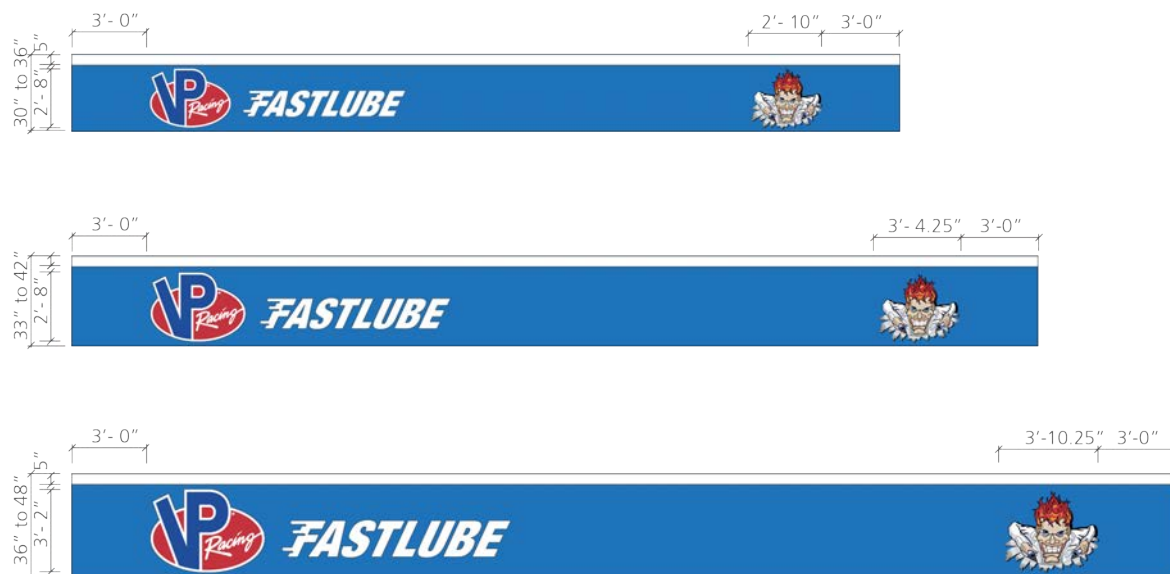 3'- 0"
2'- 10" 3'-0"
30" to 36"
5"
2'- 8"
VP
Racing
FASTLUBE
3'- 0"
3'- 4.25" 3'-0"
33" to 42"
2'- 8"
VP
Racing
FASTLUBE
3'- 0"
3'-10.25" 3'-0"
36" to 48"
5"
3'- 2"
VP
Racing
FASTLUBE